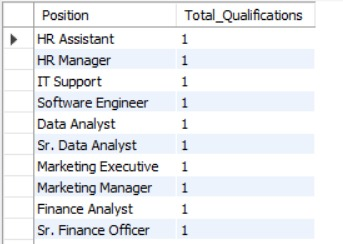 Position Total_Qualifications
HR Assistant 1
HR Manager 1
IT Support 1
Software Engineer 1
Data Analyst 1
Sr. Data Analyst 1
Marketing Executive 1
Marketing Manager 1
Finance Analyst 1
Sr. Finance Officer 1